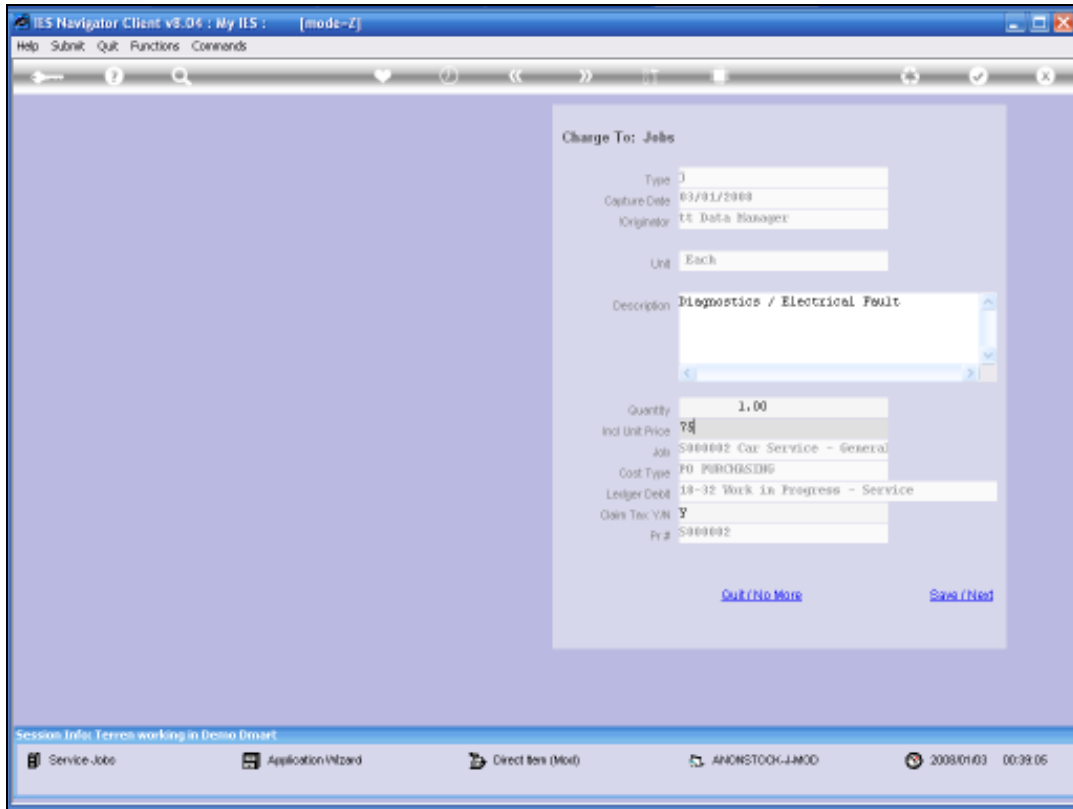 IES Navigator Client v8.04 : My IES : [mode=Z]
Help Submit Quit Functions Commands
Charge To: Jobs
Type J
Capture Date 03/01/2008
!Originator tt Data Manager
Unit Each
Description Diagnostics / Electrical Fault
Quantity 1.00
Incl Unit Price 75
Job S000002 Car Service - General
Cost Type PO PURCHASING
Ledger Debit 18-32 Work in Progress - Service
Claim Tax Y/N Y
Pr # S000002
Quit / No More Save / Next
Session Info: Terren working in Demo Dmart
Service Jobs Application Wizard Direct Item (Mod) ANONSTOCK-J-MOD 2008/01/03 00:39:06